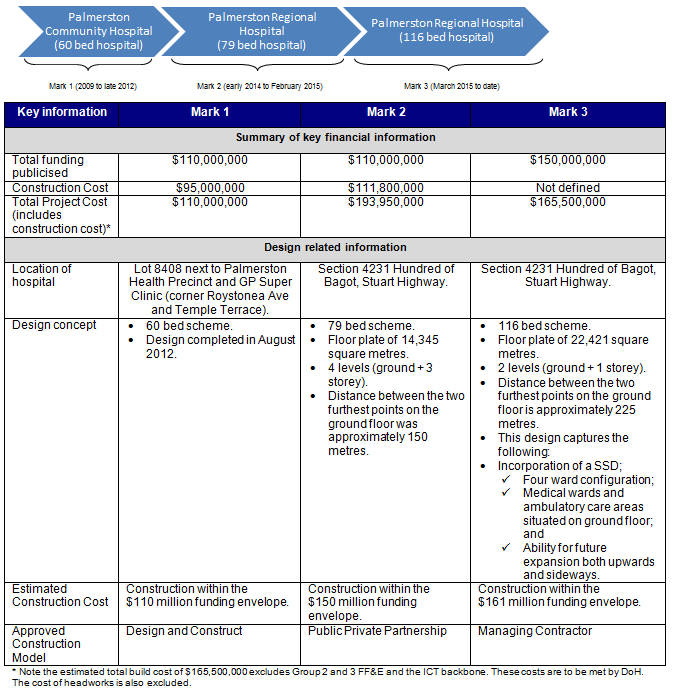 Palmerston
Community Hospital
(60 bed hospital)
Palmerston Regional
Hospital
(79 bed hospital)
Palmerston Regional Hospital
(116 bed hospital)
Mark 1 (2009 to late 2012)
Mark 2 (early 2014 to February 2015)
Mark 3 (March 2015 to date)
Key information
Mark 1
Mark 2
Mark 3
Summary of key financial information
Total funding
publicised
$110,000,000
$110,000,000
$150,000,000
Construction Cost
$95,000,000
$111,800,000
Not defined
Total Project Cost
(includes
construction cost)*
$110,000,000
$193,950,000
$165,500,000
Design related information
Location of
hospital
Lot 8408 next to Palmerston
Health Precinct and GP Super
Clinic (corner Roystonea Ave
and Temple Terrace).
Section 4231 Hundred of Bagot,
Stuart Highway.
Section 4231 Hundred of Bagot,
Stuart Highway.
Design concept
• 60 bed scheme.
• Design completed in August
2012.
• 79 bed scheme.
• Floor plate of 14,345
square metres.
• 4 levels (ground + 3
storey).
• Distance between the two
furthest points on the
ground floor was
approximately 150
metres.
• 116 bed scheme.
• Floor plate of 22,421 square
metres.
• 2 levels (ground + 1 storey).
• Distance between the two
furthest points on the ground
floor is approximately 225
metres.
• This design captures the
following:
• Incorporation of a SSD;
✓ Four ward configuration;
✓ Medical wards and
ambulatory care areas
situated on ground floor;
and
✓ Ability for future
expansion both upwards
and sideways.
Estimated
Construction Cost
Construction within the
$110 million funding envelope.
Construction within the
$150 million funding
envelope.
Construction within the
$161 million funding envelope.
Approved
Construction
Model
Design and Construct
Public Private Partnership
Managing Contractor
* Note the estimated total build cost of $165,500,000 excludes Group 2 and 3 FF&E and the ICT backbone. These costs are to be met by DoH.
The cost of headworks is also excluded.